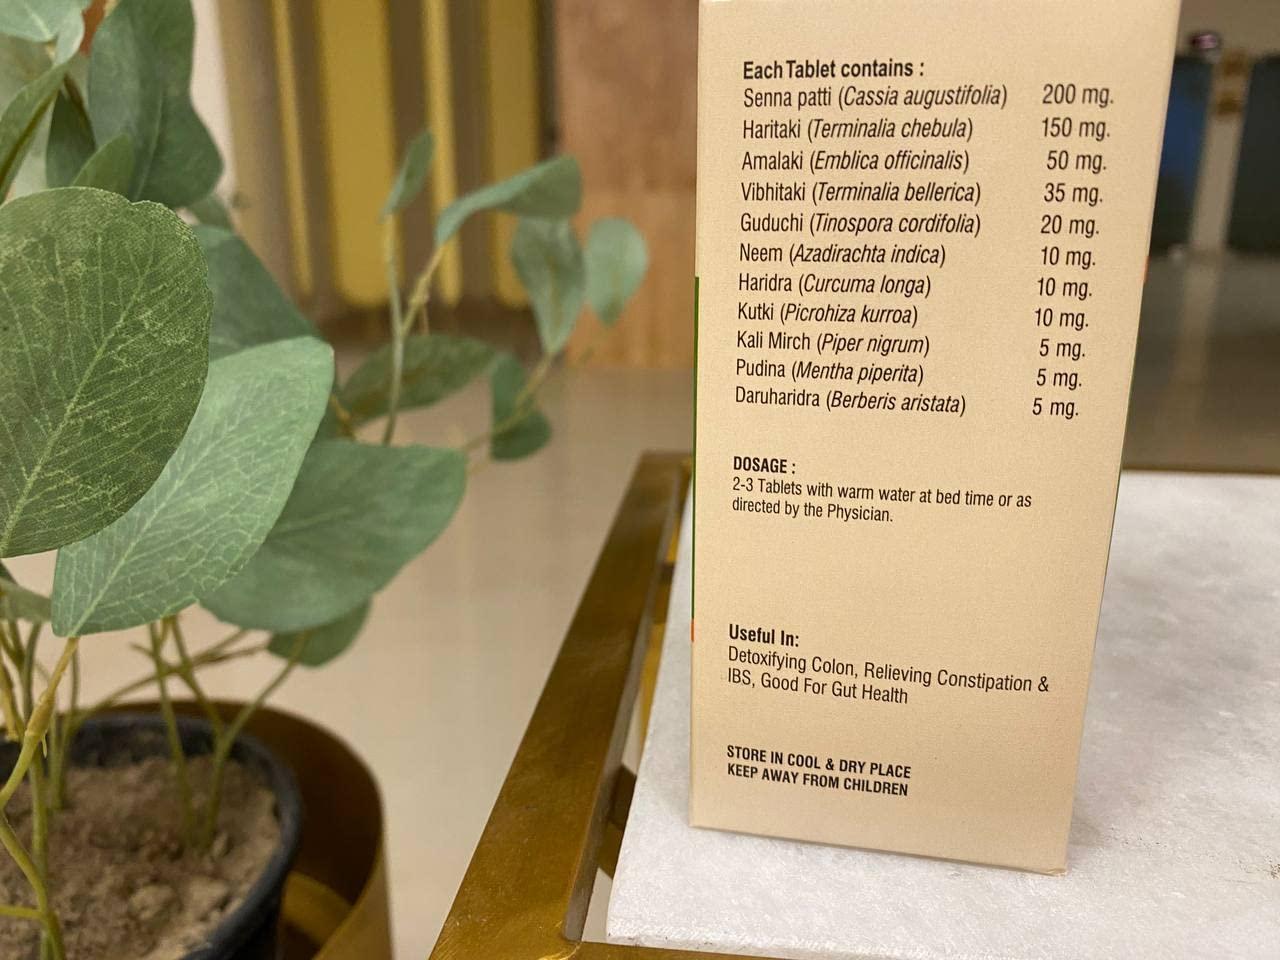 Each Tablet contains :
Senna patti (Cassia augustifolia) 200 mg.
Haritaki (Terminalia chebula) 150 mg.
Amalaki (Emblica officinalis) 50 mg.
Vibhitaki (Terminalia bellerica) 35 mg.
Guduchi (Tinospora cordifolia) 20 mg.
Neem (Azadirachta indica) 10 mg.
Haridra (Curcuma longa) 10 mg.
Kutki (Picrohiza kurroa) 10 mg.
Kali Mirch (Piper nigrum) 5 mg.
Pudina (Mentha piperita) 5 mg.
Daruharidra (Berberis aristata) 5 mg.
DOSAGE :
2-3 Tablets with warm water at bed time or as
directed by the Physician.
Useful In:
Detoxifying Colon, Relieving Constipation &
IBS, Good For Gut Health
STORE IN COOL & DRY PLACE
KEEP AWAY FROM CHILDREN